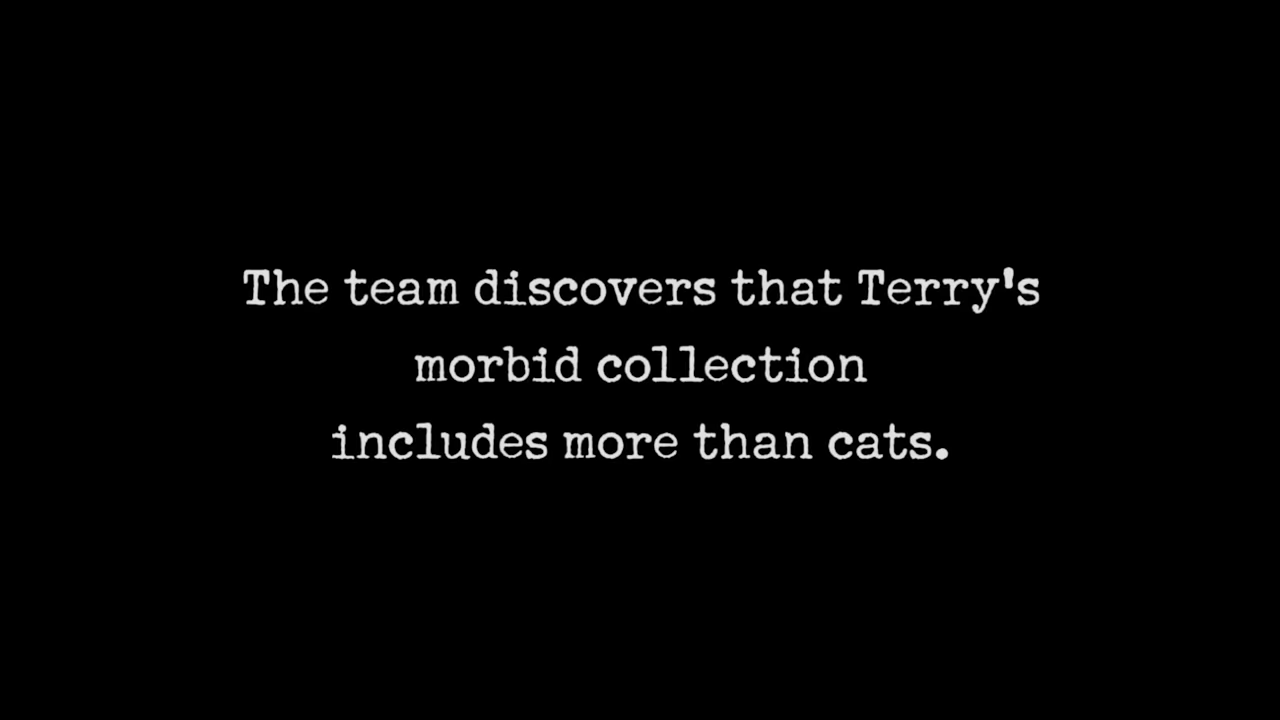 The team discovers that Terry's
morbid collection
includes more than cats.